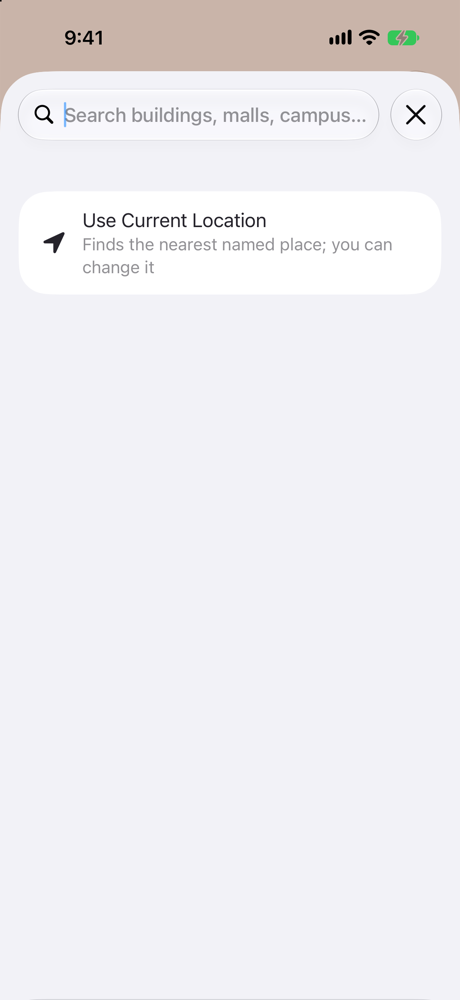 9:41
Search buildings, malls, campus...
Use Current Location
Finds the nearest named place; you can
change it